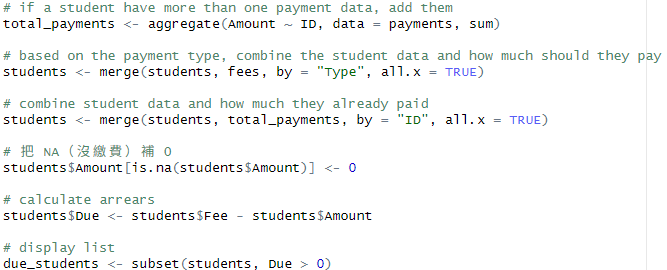 # if a student have more than one payment data, add them
total_payments <- aggregate(Amount ~ ID, data = payments, sum)
# based on the payment type, combine the student data and how much should they pay
students <- merge(students, fees, by = "Type", all.x = TRUE)
# combine student data and how much they already paid
students <- merge(students, total_payments, by = "ID", all.x = TRUE)
# 把 NA（沒繳費）補 0
students$Amount[is.na(students$Amount)] <- 0
# calculate arrears
students$Due <- students$Fee - students$Amount
# display list
due_students <- subset(students, Due > 0)